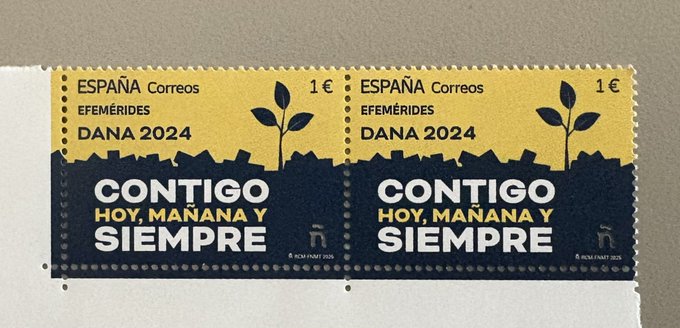 ESPAÑA Correos 1 €
EFEMÉRIDES
DANA 2024
CONTIGO
HOY, MAÑANA Y
SIEMPRE
ñ
Ñ RCM-FNMT 2025
ESPAÑA Correos 1 €
EFEMÉRIDES
DANA 2024
CONTIGO
HOY, MAÑANA Y
SIEMPRE
ñ
Ñ RCM-FNMT 2025